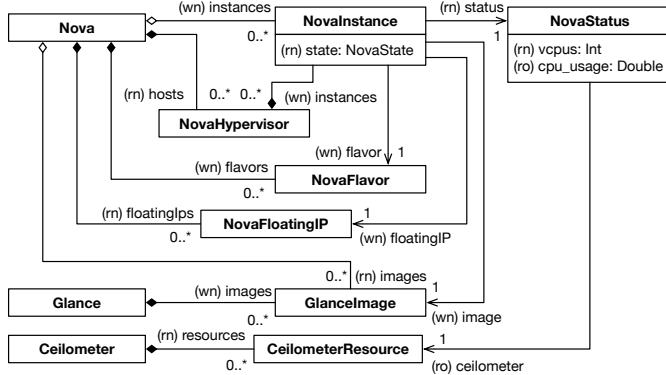 (wn) instances
0..*
Nova
NovaInstance
(rn) state: NovaState
(rn) status
1
NovaStatus
(rn) vcpus: Int
(ro) cpu_usage: Double
(rn) hosts
0..*
0..*
(wn) instances
NovaHypervisor
(wn) flavor
1
(wn) flavors
0..*
NovaFlavor
(rn) floatingIps
0..*
NovaFloatingIP
1
(wn) floatingIP
0..*
(rn) images
Glance
(wn) images
0..*
GlanceImage
1
(wn) image
Ceilometer
(rn) resources
0..*
CeilometerResource
1
(ro) ceilometer